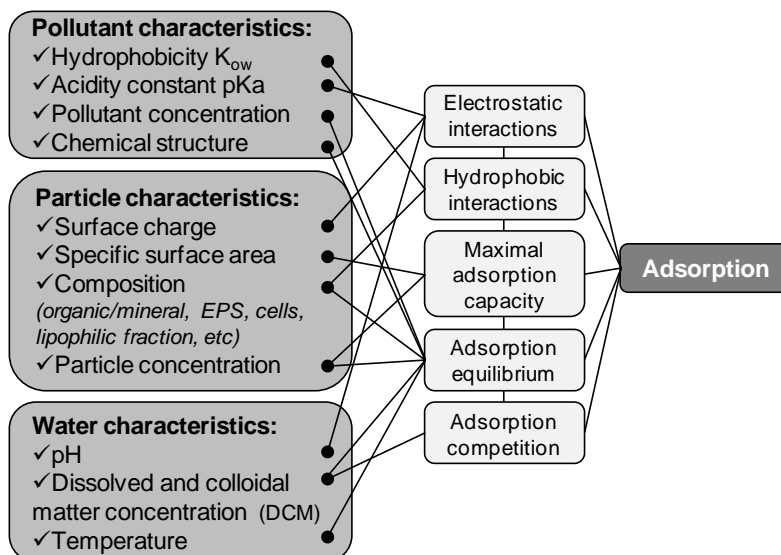 Pollutant characteristics:
✓Hydrophobicity Kow
✓Acidity constant pKa
✓Pollutant concentration
✓Chemical structure
Particle characteristics:
✓Surface charge
✓Specific surface area
✓Composition
(organic/mineral, EPS, cells,
lipophilic fraction, etc)
✓Particle concentration
Water characteristics:
✓pH
✓Dissolved and colloidal
matter concentration (DCM)
✓Temperature
Electrostatic
interactions
Hydrophobic
interactions
Maximal
adsorption
capacity
Adsorption
equilibrium
Adsorption
competition
Adsorption